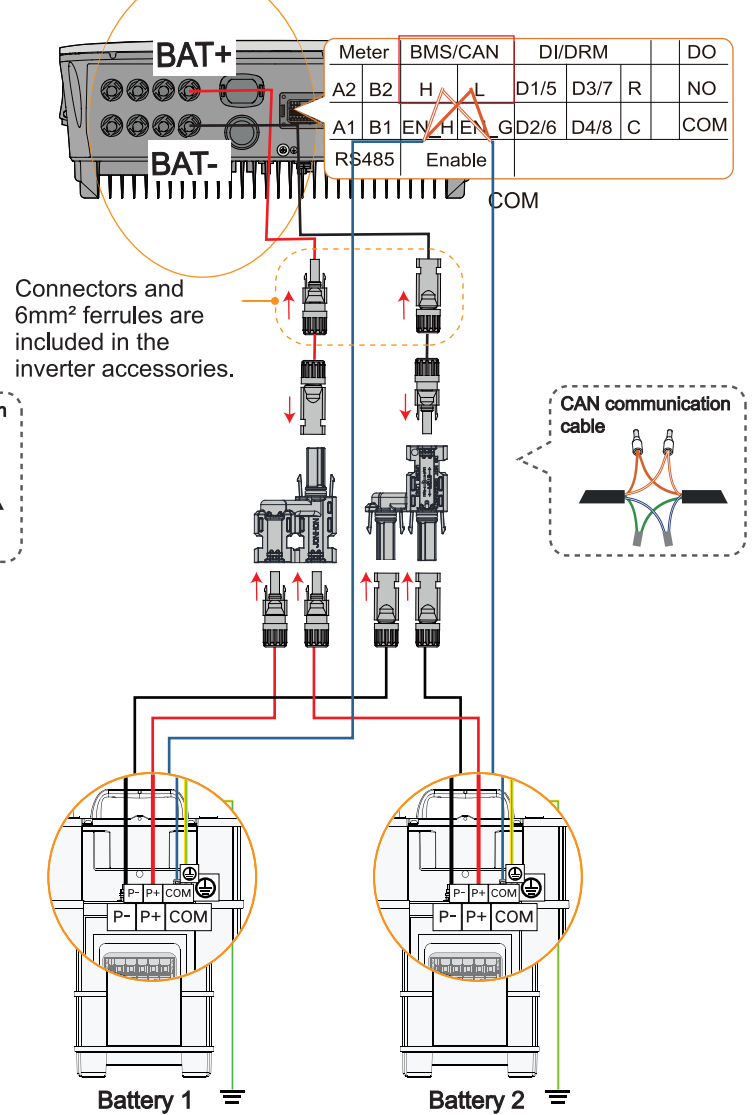 BAT+
BAT-
Meter BMS/CAN DI/DRM DO
A2 B2 H L D1/5 D3/7 R NO
A1 B1 EN_H EN_G D2/6 D4/8 C COM
RS485 Enable
COM
Connectors and
6mm² ferrules are
included in the
inverter accessories.
CAN communication
cable
P- P+ COM
P- P+ COM
P- P+ COM
P- P+ COM
Battery 1
Battery 2